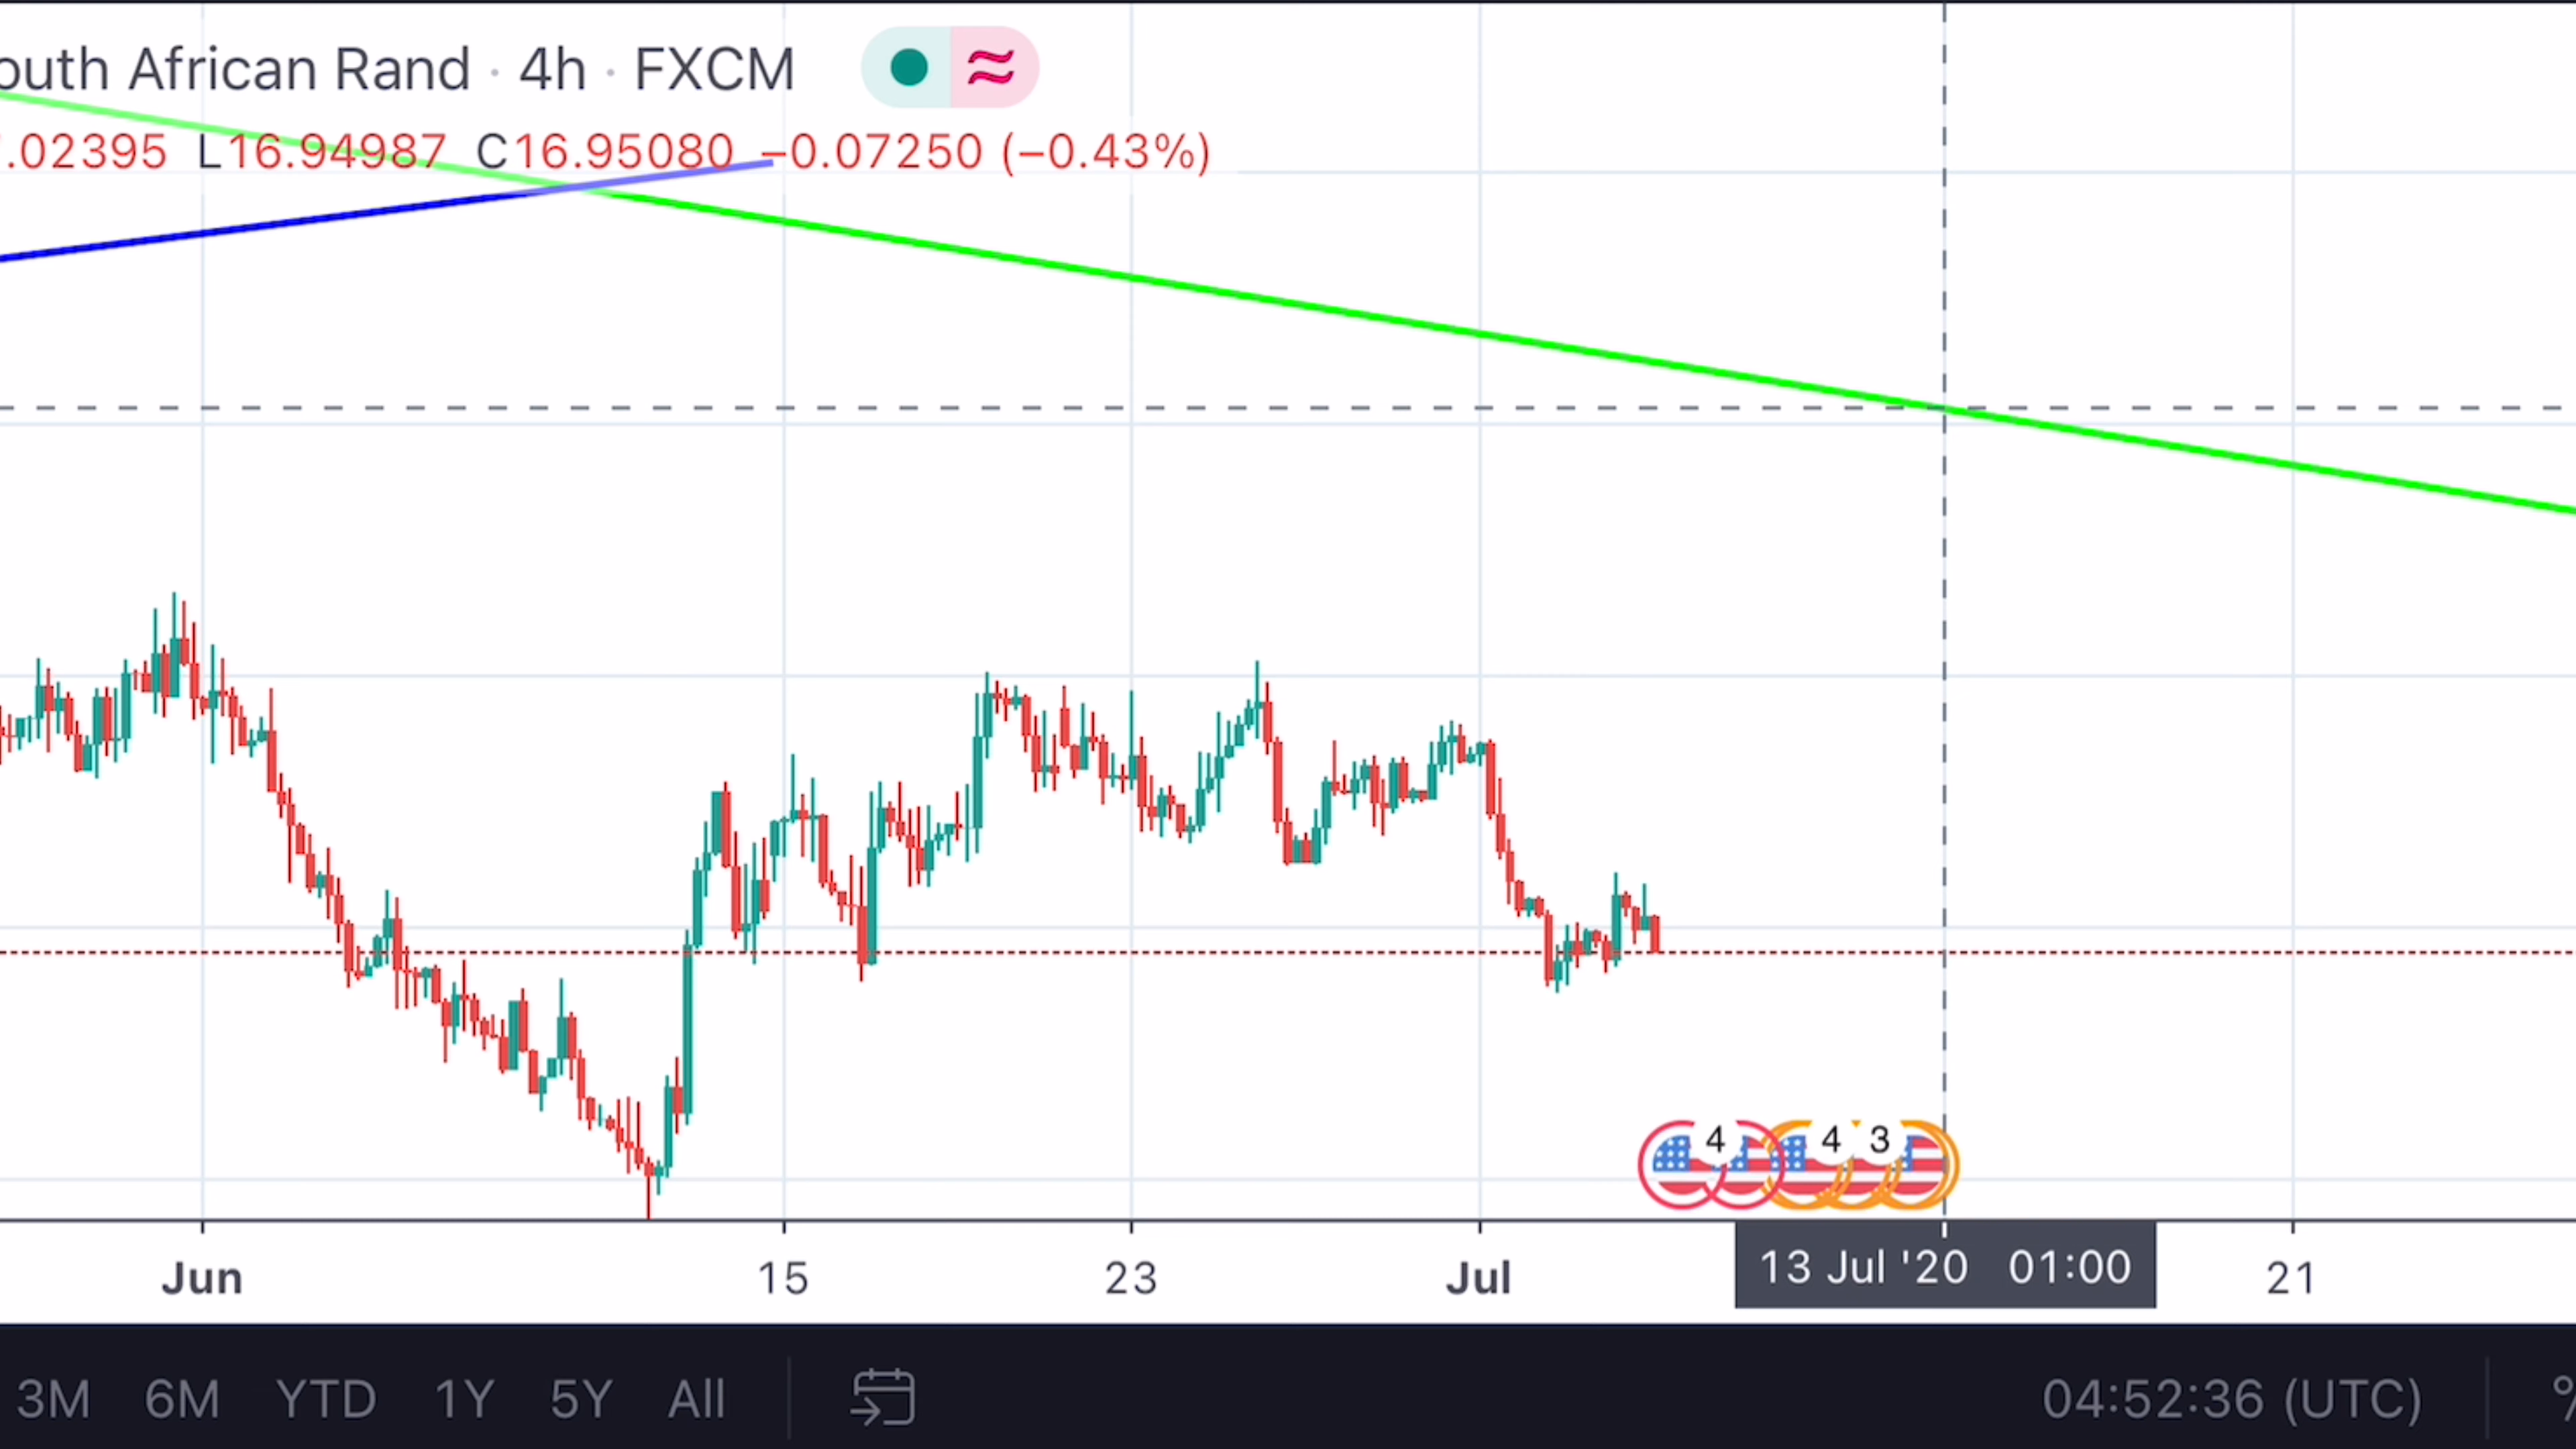 outh African Rand · 4h · FXCM
.02395 L16.94987 C16.95080 −0.07250 (−0.43%)
4 4 3
Jun 15 23 Jul 13 Jul '20 01:00 21
3M 6M YTD 1Y 5Y All 04:52:36 (UTC) %